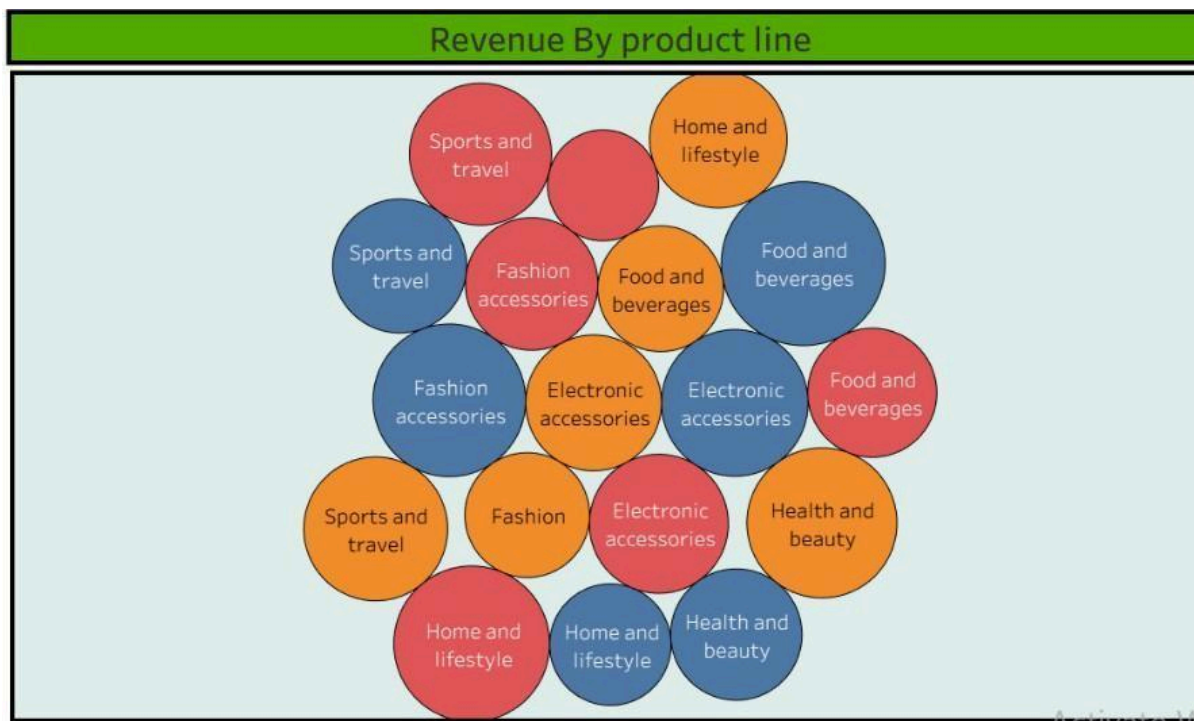 Revenue By product line
Sports and
travel
Home and
lifestyle
Sports and
travel
Fashion
accessories
Food and
beverages
Food and
beverages
Fashion
accessories
Electronic
accessories
Electronic
accessories
Food and
beverages
Sports and
travel
Fashion
Electronic
accessories
Health and
beauty
Home and
lifestyle
Home and
lifestyle
Health and
beauty